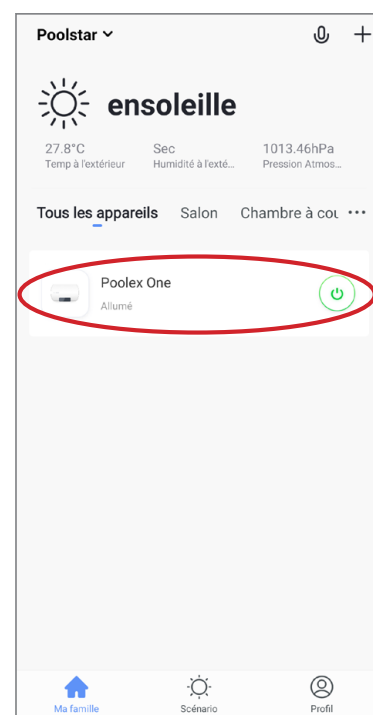 Poolstar
ensoleille
27.8°C Sec 1013.46hPa
Temp à l'extérieur Humidité à l'exté... Pression Atmos...
Tous les appareils Salon Chambre à cou
Poolex One
Allumé
Ma famille Scénario Profil